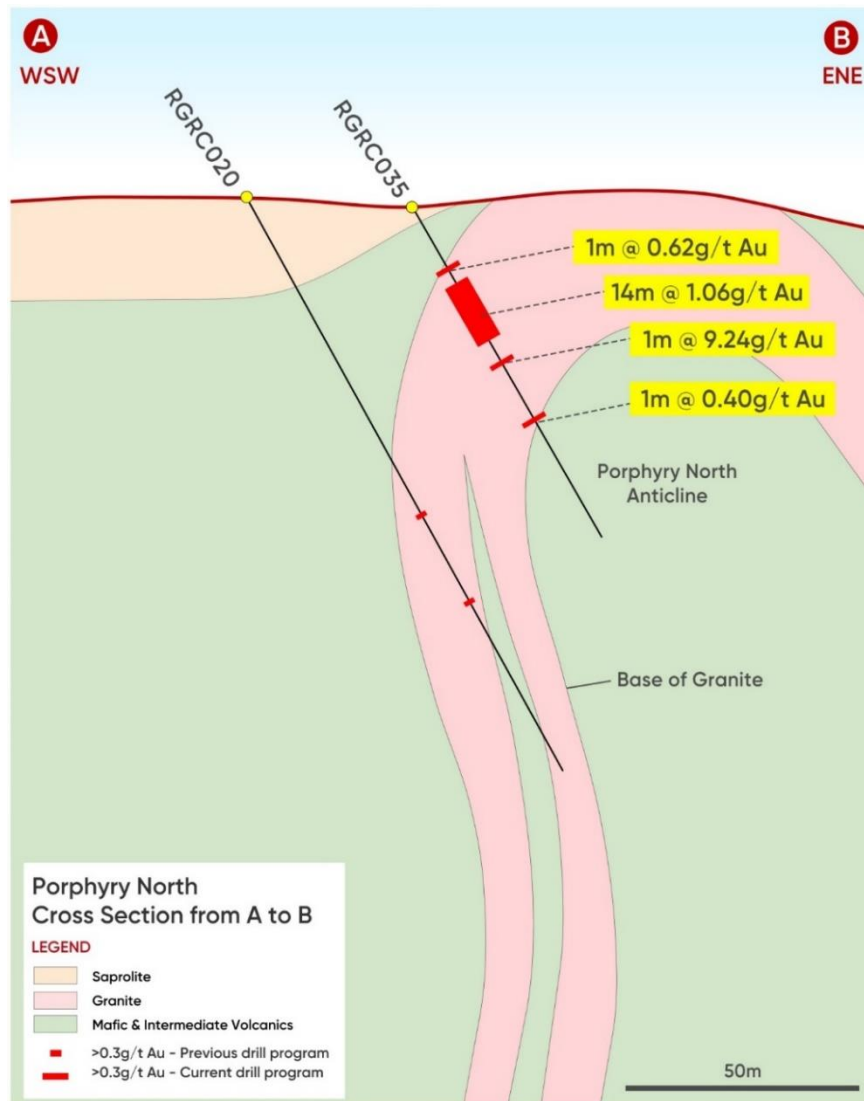 A
WSW
B
ENE
RGRC020
RGRC035
1m @ 0.62g/t Au
14m @ 1.06g/t Au
1m @ 9.24g/t Au
1m @ 0.40g/t Au
Porphyry North
Anticline
Base of Granite
Porphyry North
Cross Section from A to B
LEGEND
Saprolite
Granite
Mafic & Intermediate Volcanics
>0.3g/t Au - Previous drill program
>0.3g/t Au - Current drill program
50m